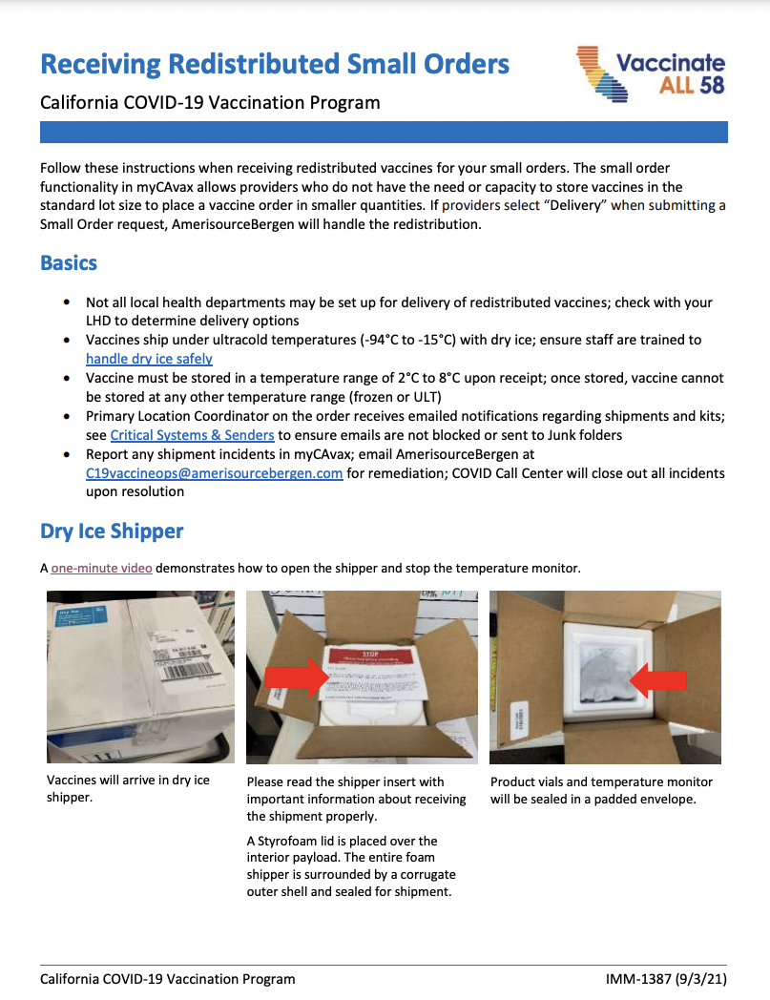 Receiving Redistributed Small Orders
California COVID-19 Vaccination Program
Vaccinate
ALL 58
Follow these instructions when receiving redistributed vaccines for your small orders. The small order
functionality in myCAvax allows providers who do not have the need or capacity to store vaccines in the
standard lot size to place a vaccine order in smaller quantities. If providers select “Delivery” when submitting a
Small Order request, AmerisourceBergen will handle the redistribution.
Basics
• Not all local health departments may be set up for delivery of redistributed vaccines; check with your
LHD to determine delivery options
• Vaccines ship under ultracold temperatures (-94°C to -15°C) with dry ice; ensure staff are trained to
handle dry ice safely
• Vaccine must be stored in a temperature range of 2°C to 8°C upon receipt; once stored, vaccine cannot
be stored at any other temperature range (frozen or ULT)
• Primary Location Coordinator on the order receives emailed notifications regarding shipments and kits;
see Critical Systems & Senders to ensure emails are not blocked or sent to Junk folders
• Report any shipment incidents in myCAvax; email AmerisourceBergen at
C19vaccineops@amerisourcebergen.com for remediation; COVID Call Center will close out all incidents
upon resolution
Dry Ice Shipper
A one-minute video demonstrates how to open the shipper and stop the temperature monitor.
STOP
Vaccines will arrive in dry ice
shipper.
Please read the shipper insert with
important information about receiving
the shipment properly.
A Styrofoam lid is placed over the
interior payload. The entire foam
shipper is surrounded by a corrugate
outer shell and sealed for shipment.
Product vials and temperature monitor
will be sealed in a padded envelope.
California COVID-19 Vaccination Program
IMM-1387 (9/3/21)